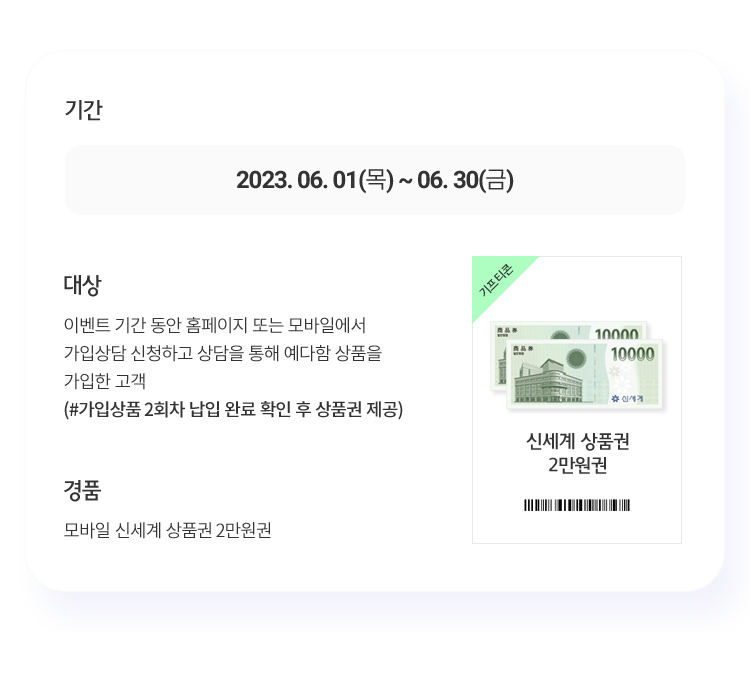 기간
2023. 06. 01(목) ~ 06. 30(금)
대상
이벤트 기간 동안 홈페이지 또는 모바일에서
가입상담 신청하고 상담을 통해 예다함 상품을
가입한 고객
(#가입상품 2회차 납입 완료 확인 후 상품권 제공)
경품
모바일 신세계 상품권 2만원권
기프티콘
商品券
10000
商品券
10000
신세계
신세계 상품권
2만원권